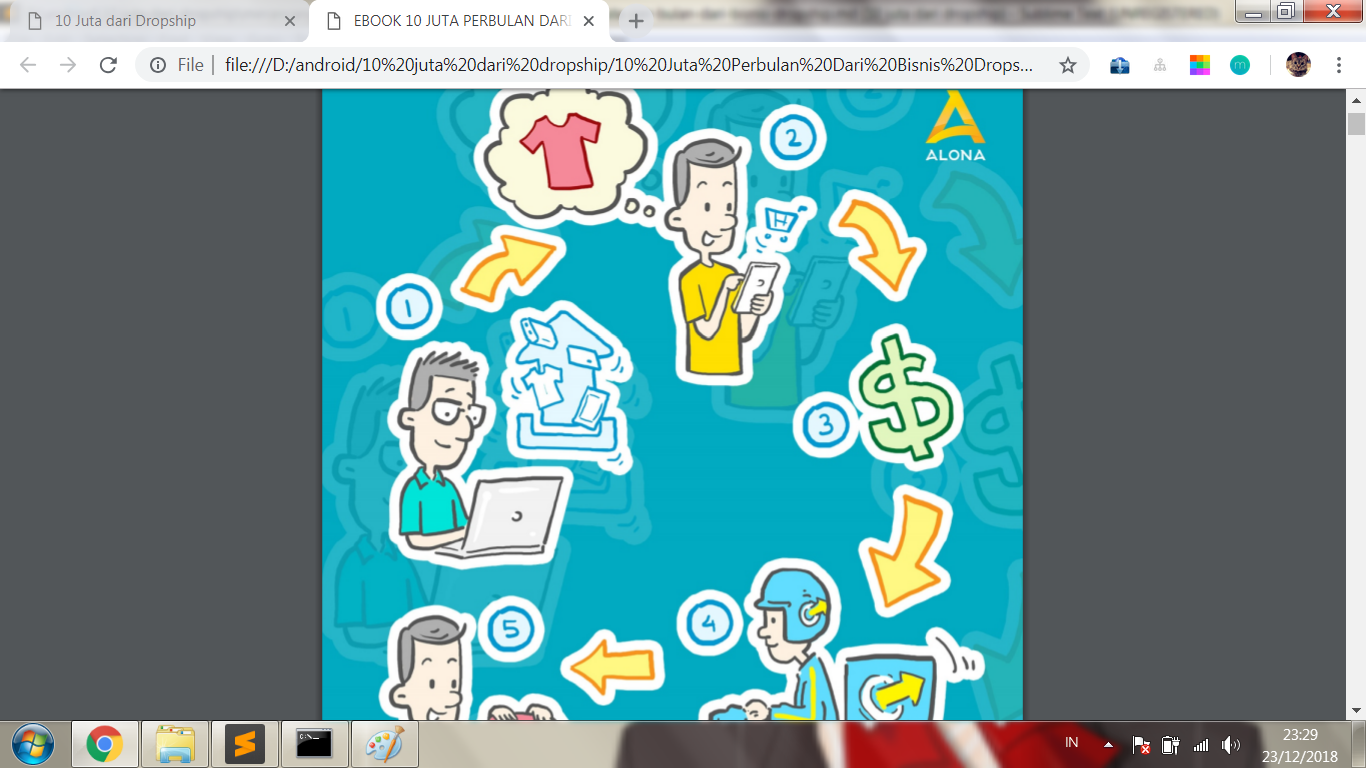 10 Juta dari Dropship
EBOOK 10 JUTA PERBULAN DARI
File
file:///D:/android/10%20juta%20dari%20dropship/10%20Juta%20Perbulan%20Dari%20Bisnis%20Drops...
m
ALONA
2
1
3
5
4
C:\
IN
23:29
23/12/2018